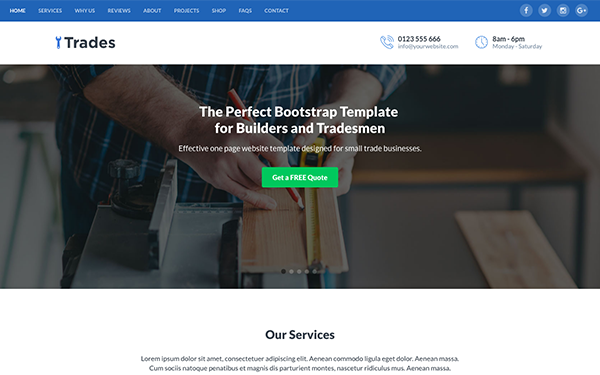 HOME SERVICES WHY US REVIEWS ABOUT PROJECTS SHOP FAQS CONTACT
Trades
0123 555 666
info@yourwebsite.com
8am - 6pm
Monday - Saturday
The Perfect Bootstrap Template
for Builders and Tradesmen
Effective one page website template designed for small trade businesses.
Get a FREE Quote
Our Services
Lorem ipsum dolor sit amet, consectetuer adipiscing elit. Aenean commodo ligula eget dolor. Aenean massa.
Cum sociis natoque penatibus et magnis dis parturient montes, nascetur ridiculus mus. Aenean massa.